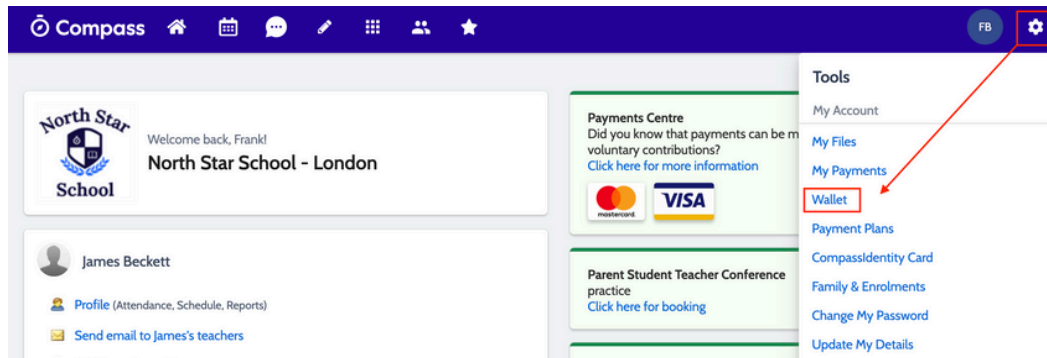 Compass
FB
North Star
School
Welcome back, Frank!
North Star School - London
James Beckett
Profile (Attendance, Schedule, Reports)
Send email to James's teachers
Payments Centre
Did you know that payments can be m
voluntary contributions?
Click here for more information
mastercard
VISA
Parent Student Teacher Conference
practice
Click here for booking
Tools
My Account
My Files
My Payments
Wallet
Payment Plans
CompassIdentity Card
Family & Enrolments
Change My Password
Update My Details